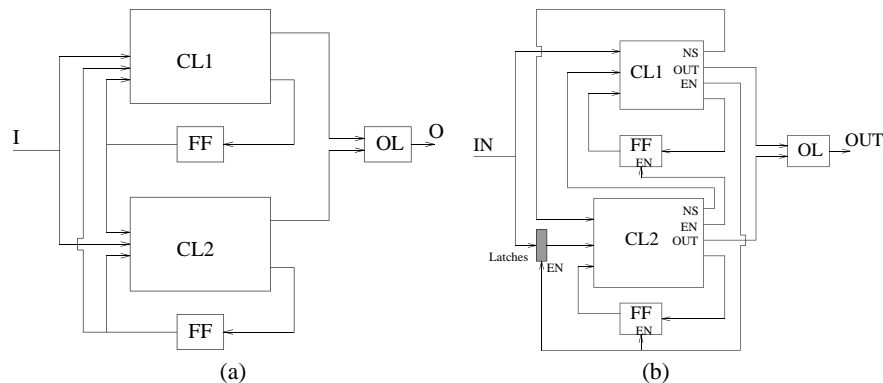 CL1
I
FF
OL
O
CL2
FF
(a)
NS
CL1
OUT
EN
IN
FF
EN
OL
OUT
NS
EN
CL2
OUT
Latches
EN
FF
EN
(b)